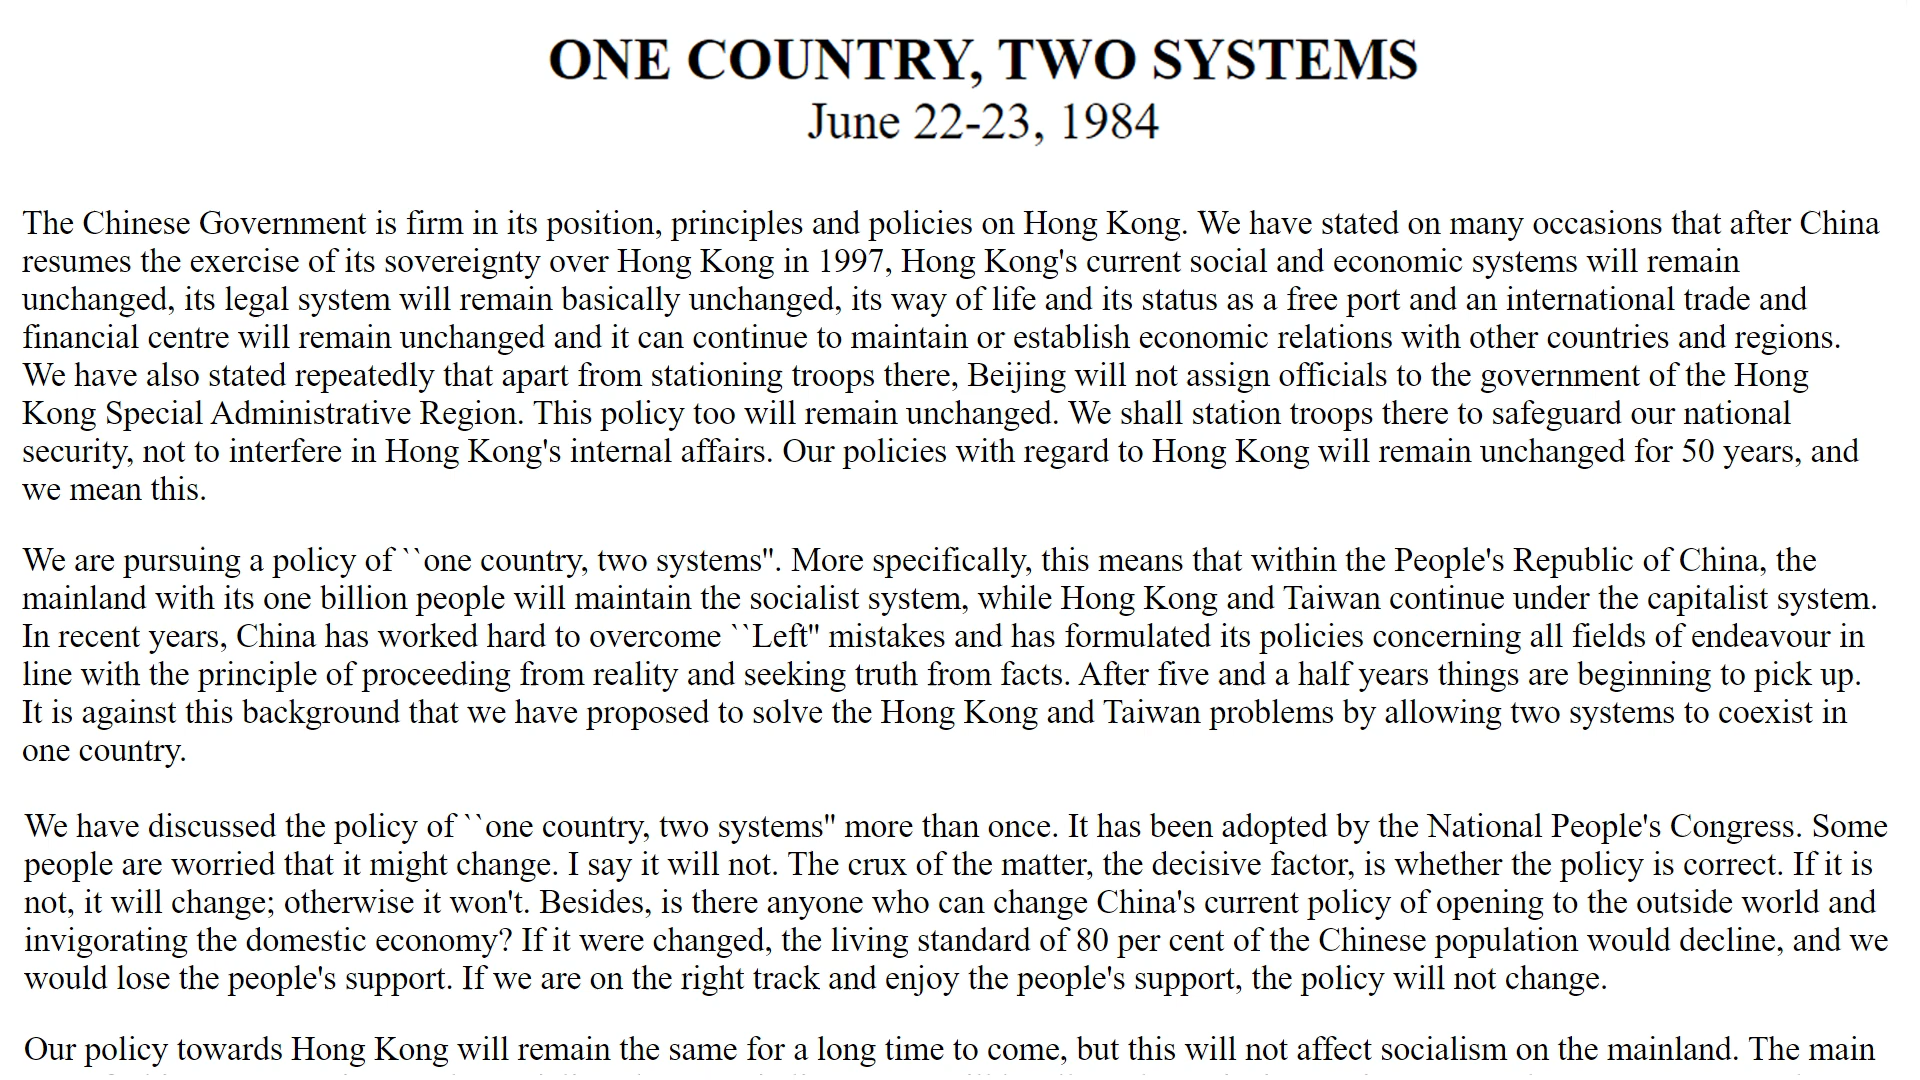 ONE COUNTRY, TWO SYSTEMS
June 22-23, 1984
The Chinese Government is firm in its position, principles and policies on Hong Kong. We have stated on many occasions that after China
resumes the exercise of its sovereignty over Hong Kong in 1997, Hong Kong's current social and economic systems will remain
unchanged, its legal system will remain basically unchanged, its way of life and its status as a free port and an international trade and
financial centre will remain unchanged and it can continue to maintain or establish economic relations with other countries and regions.
We have also stated repeatedly that apart from stationing troops there, Beijing will not assign officials to the government of the Hong
Kong Special Administrative Region. This policy too will remain unchanged. We shall station troops there to safeguard our national
security, not to interfere in Hong Kong's internal affairs. Our policies with regard to Hong Kong will remain unchanged for 50 years, and
we mean this.
We are pursuing a policy of ``one country, two systems". More specifically, this means that within the People's Republic of China, the
mainland with its one billion people will maintain the socialist system, while Hong Kong and Taiwan continue under the capitalist system.
In recent years, China has worked hard to overcome ``Left" mistakes and has formulated its policies concerning all fields of endeavour in
line with the principle of proceeding from reality and seeking truth from facts. After five and a half years things are beginning to pick up.
It is against this background that we have proposed to solve the Hong Kong and Taiwan problems by allowing two systems to coexist in
one country.
We have discussed the policy of ``one country, two systems" more than once. It has been adopted by the National People's Congress. Some
people are worried that it might change. I say it will not. The crux of the matter, the decisive factor, is whether the policy is correct. If it is
not, it will change; otherwise it won't. Besides, is there anyone who can change China's current policy of opening to the outside world and
invigorating the domestic economy? If it were changed, the living standard of 80 per cent of the Chinese population would decline, and we
would lose the people's support. If we are on the right track and enjoy the people's support, the policy will not change.
Our policy towards Hong Kong will remain the same for a long time to come, but this will not affect socialism on the mainland. The main